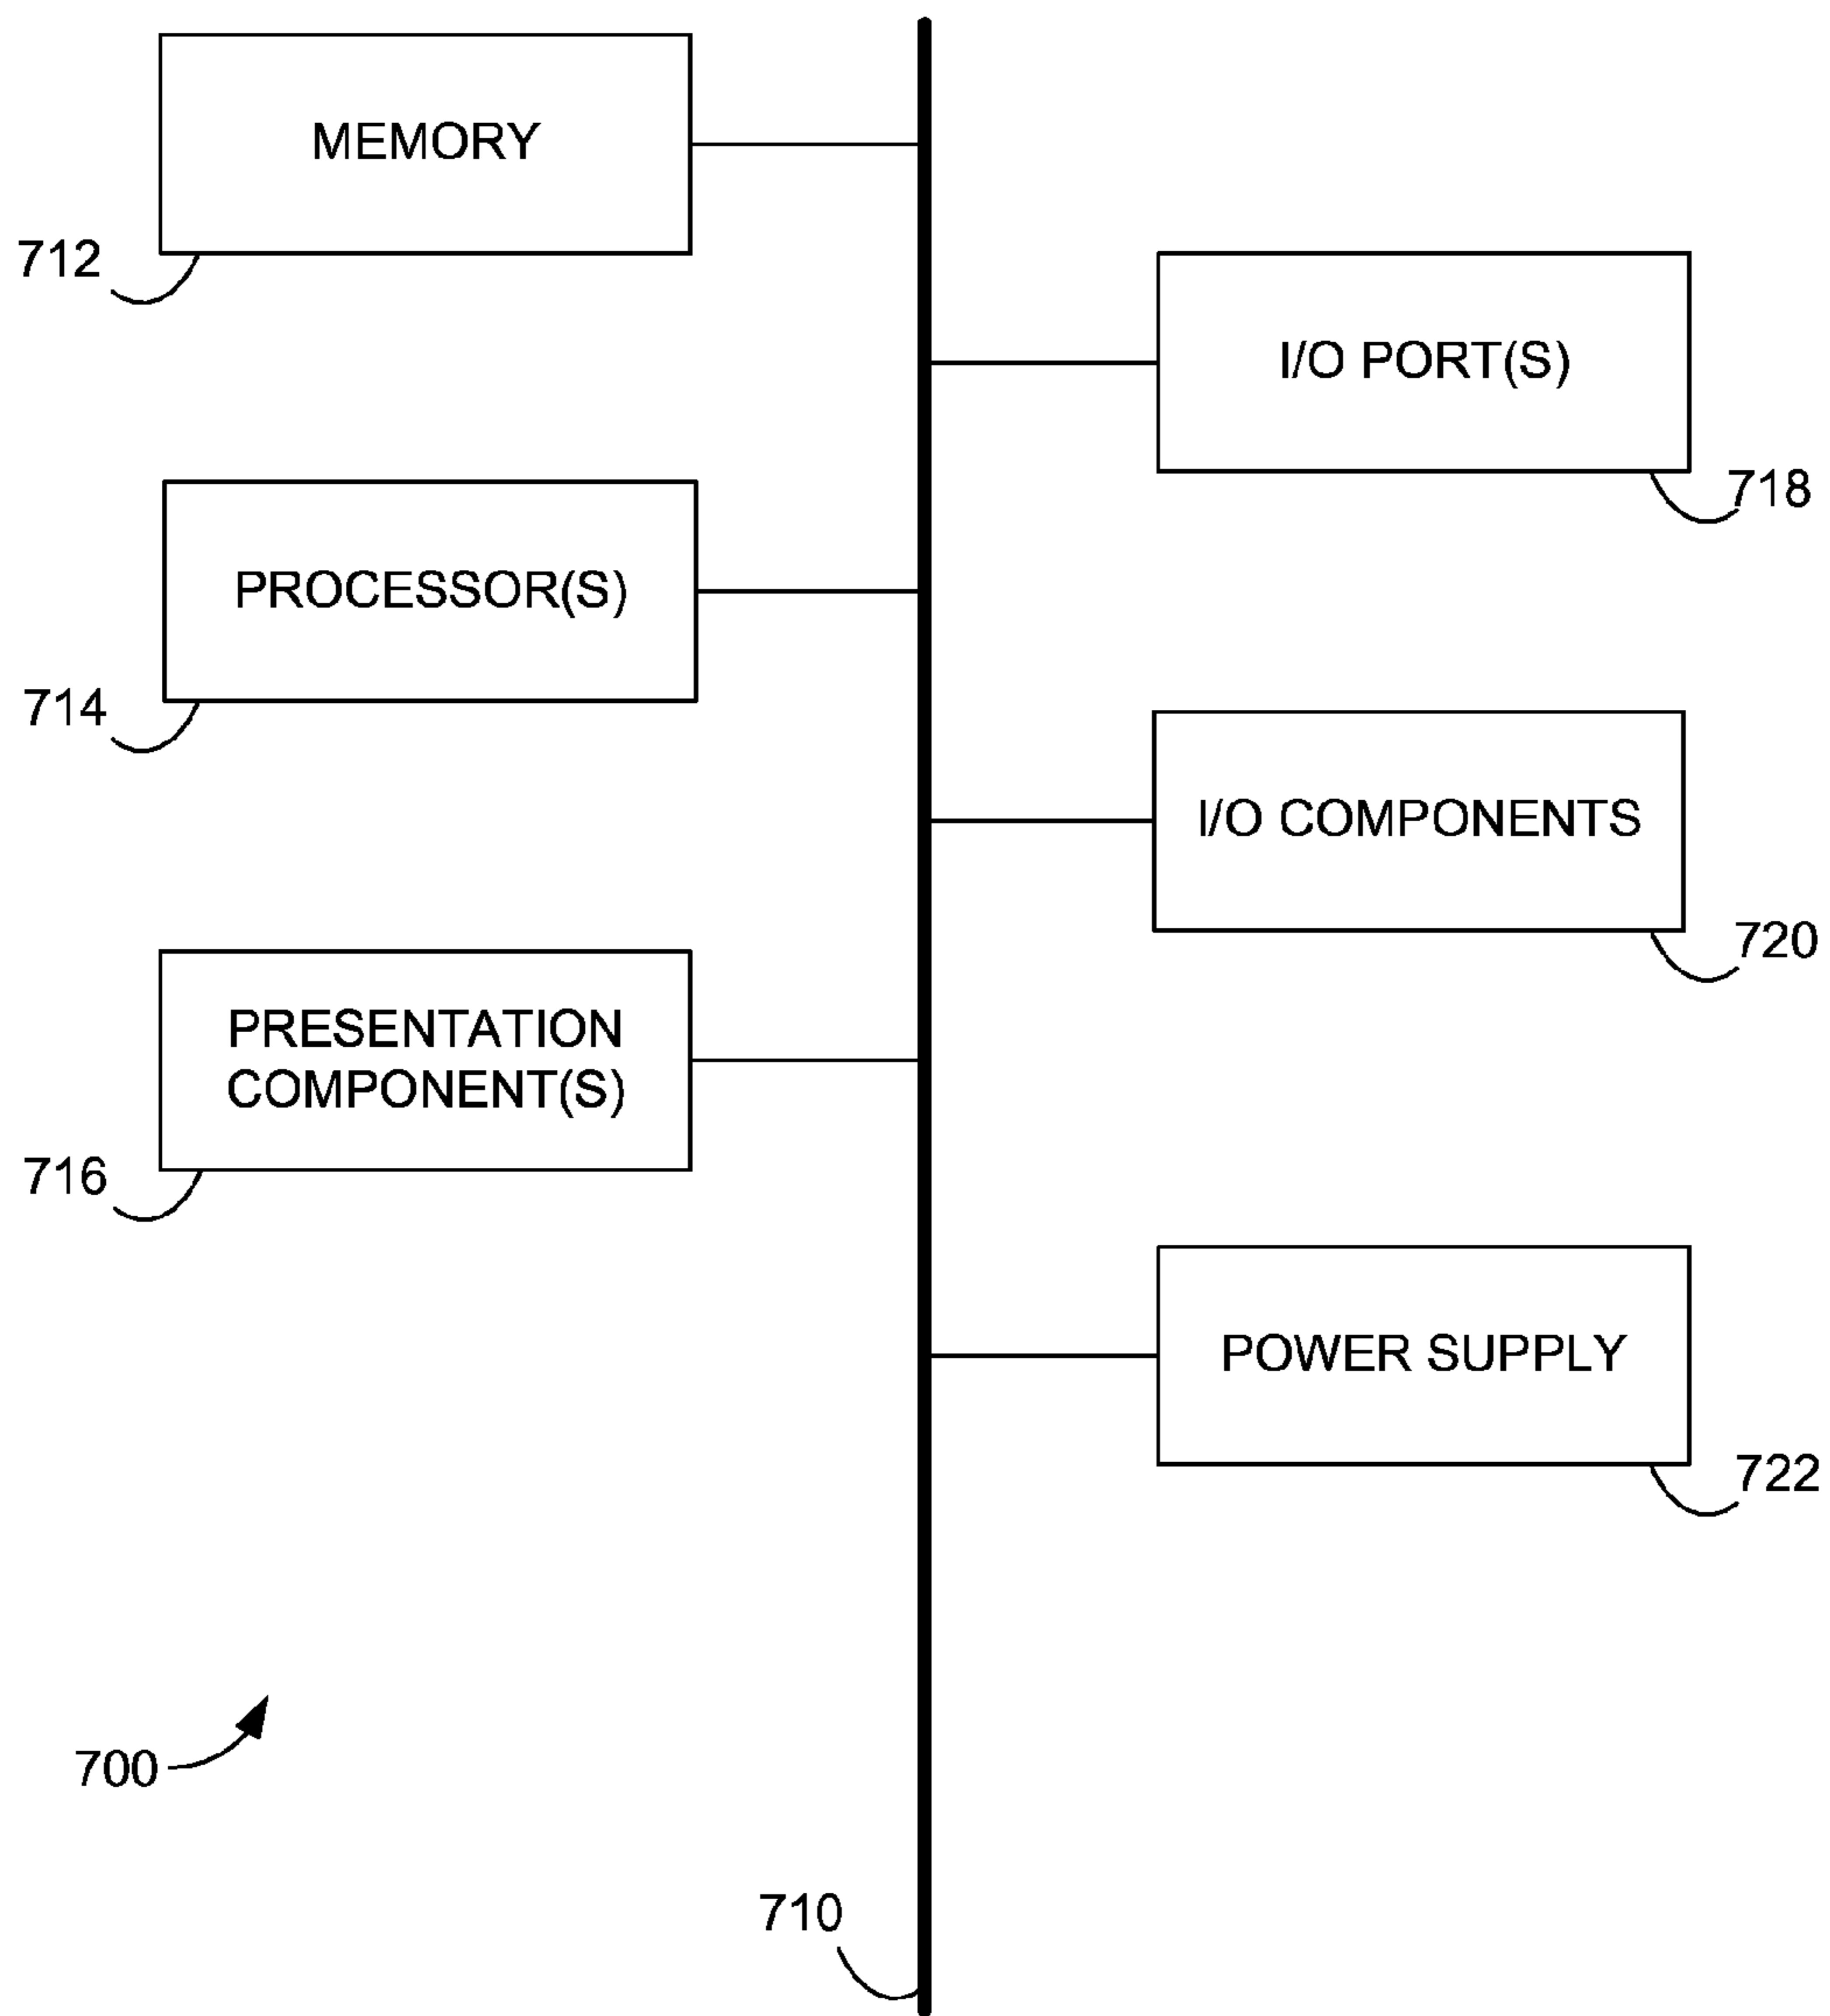 MEMORY
712
I/O PORT(S)
718
PROCESSOR(S)
714
I/O COMPONENTS
720
PRESENTATION
COMPONENT(S)
716
POWER SUPPLY
722
700
710